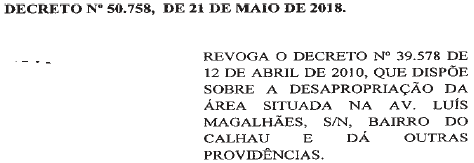 DECRETO Nº 50.758, DE 21 DE MAIO DE 2018.
REVOGA O DECRETO Nº 39.578 DE
12 DE ABRIL DE 2010, QUE DISPÕE
SOBRE A DESAPROPRIAÇÃO DA
ÁREA SITUADA NA AV. LUÍS
MAGALHÃES, S/N, BAIRRO DO
CALHAU E DÁ OUTRAS
PROVIDÊNCIAS.